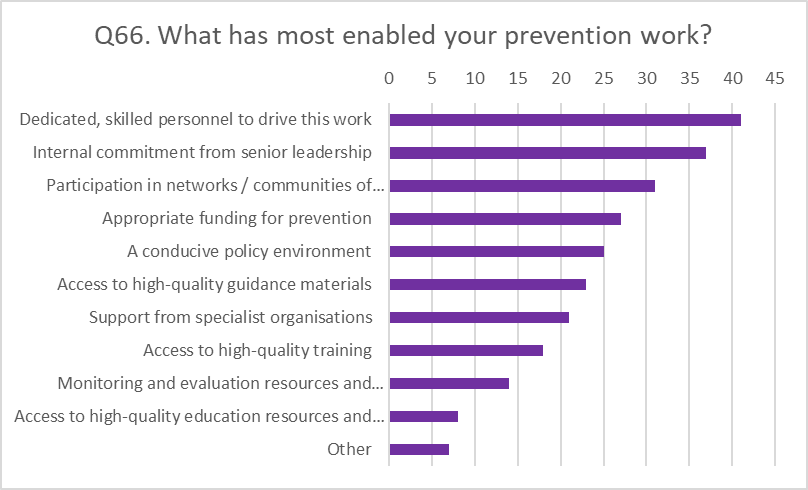 Q66. What has most enabled your prevention work?
0 5 10 15 20 25 30 35 40 45
Dedicated, skilled personnel to drive this work
Internal commitment from senior leadership
Participation in networks / communities of…
Appropriate funding for prevention
A conducive policy environment
Access to high-quality guidance materials
Support from specialist organisations
Access to high-quality training
Monitoring and evaluation resources and…
Access to high-quality education resources and…
Other